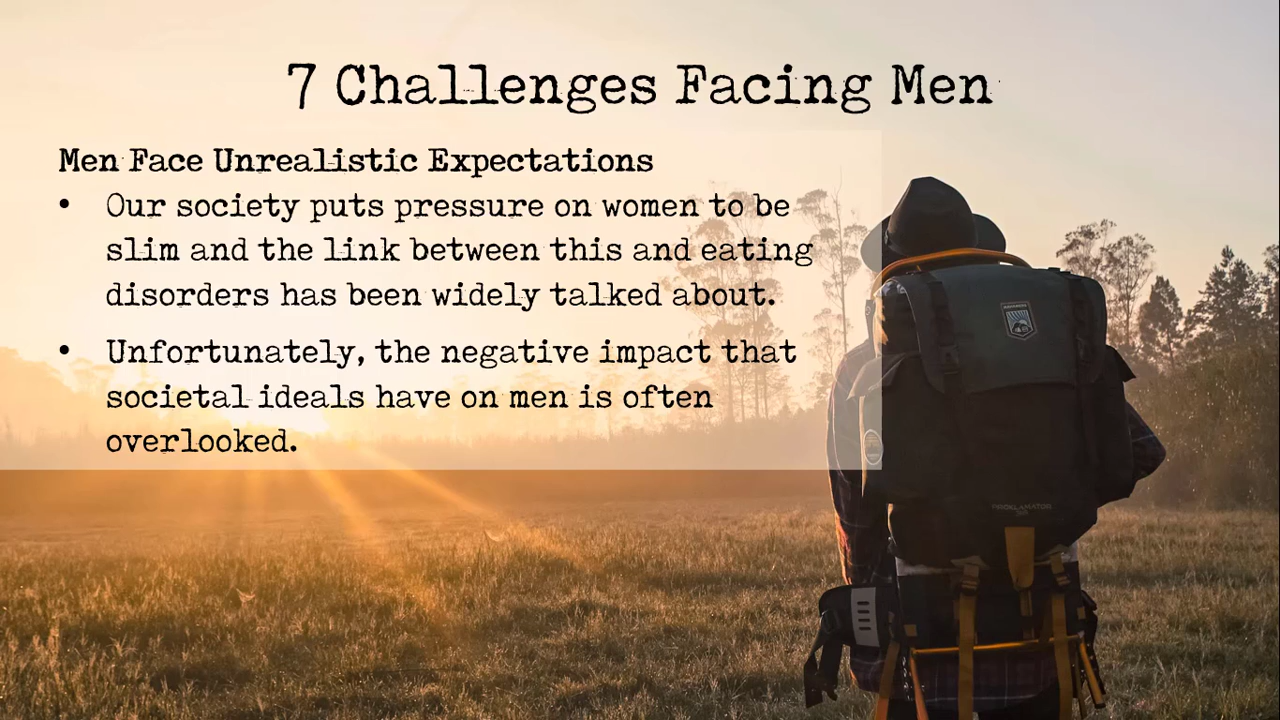 7 Challenges Facing Men
Men Face Unrealistic Expectations
• Our society puts pressure on women to be
slim and the link between this and eating
disorders has been widely talked about.
• Unfortunately, the negative impact that
societal ideals have on men is often
overlooked.